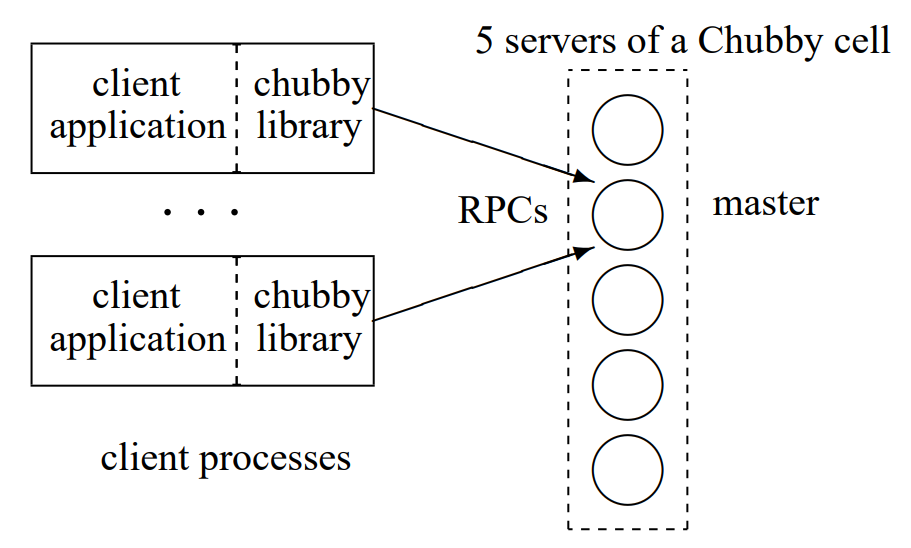 5 servers of a Chubby cell
client
application
chubby
library
. . .
RPCs
master
client
application
chubby
library
client processes